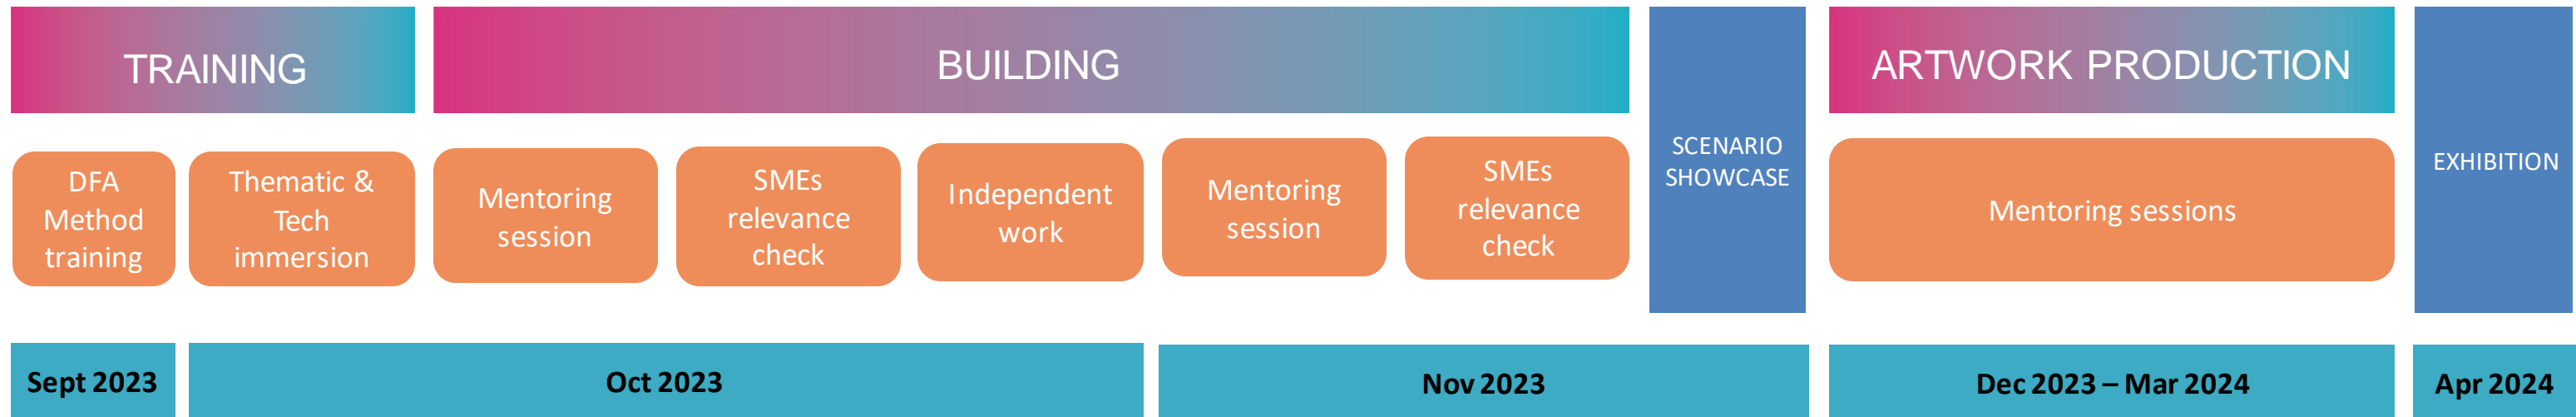 TRAINING
BUILDING
ARTWORK PRODUCTION
DFA
Method
training
Thematic &
Tech
immersion
Mentoring
session
SMEs
relevance
check
Independent
work
Mentoring
session
SMEs
relevance
check
SCENARIO
SHOWCASE
Mentoring sessions
EXHIBITION
Sept 2023
Oct 2023
Nov 2023
Dec 2023 – Mar 2024
Apr 2024